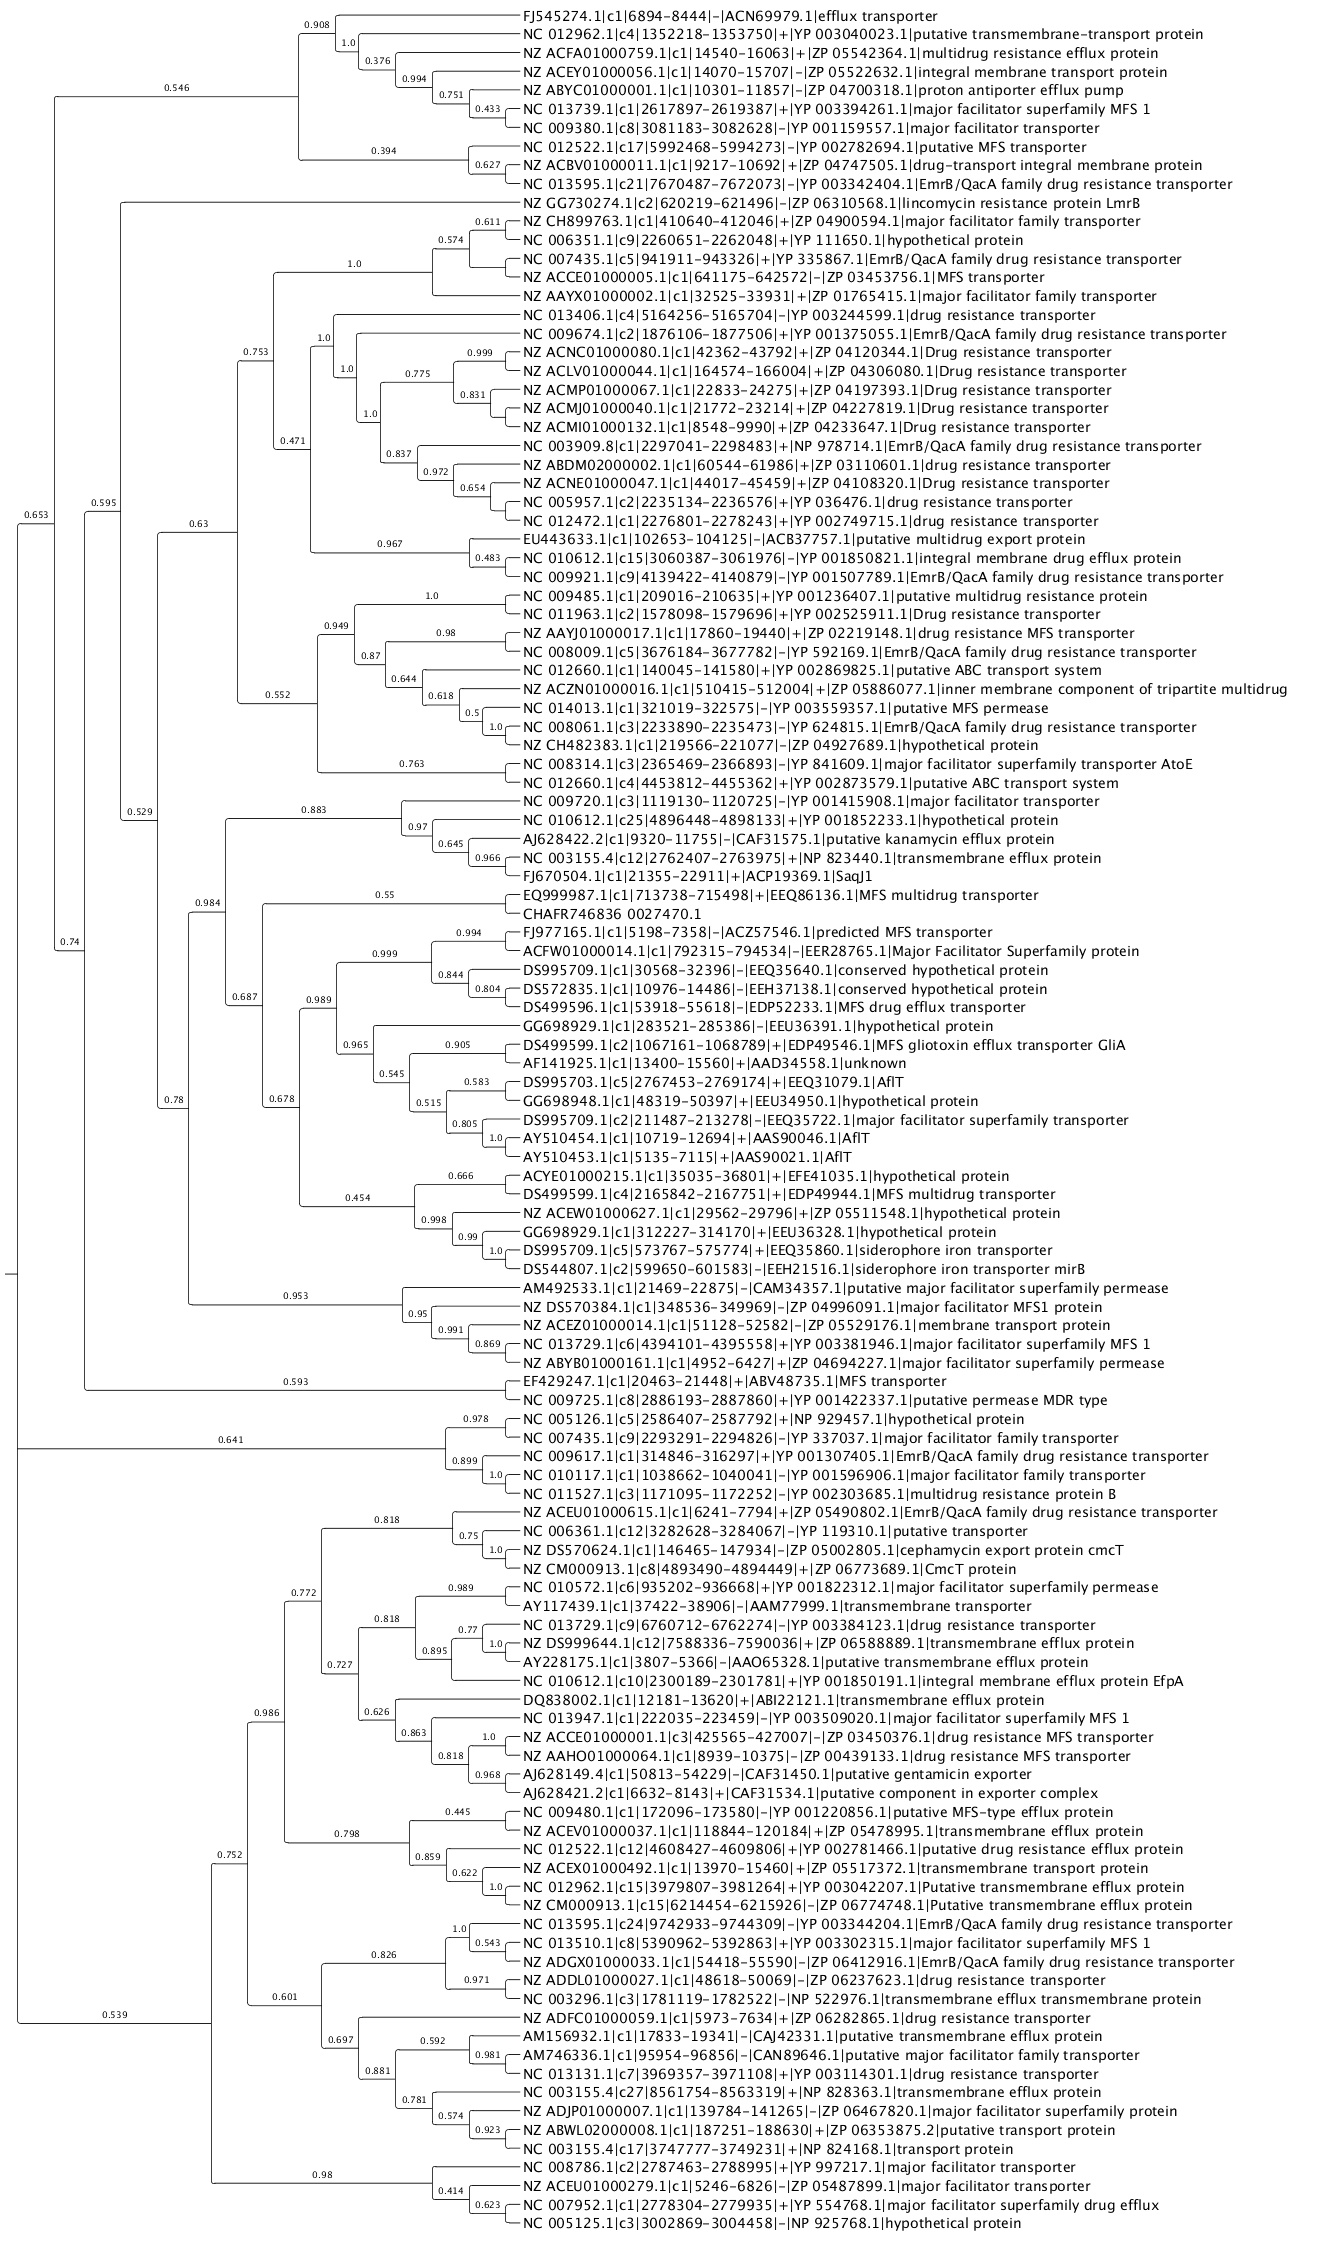 FJ545274.1|c1|6894-8444|-|ACN69979.1|efflux transporter
0.908
NC 012962.1|c4|1352218-1353750|+|YP 003040023.1|putative transmembrane-transport protein
1.0
NZ ACFA01000759.1|c1|14540-16063|+|ZP 05542364.1|multidrug resistance efflux protein
0.376
NZ ACEY01000056.1|c1|14070-15707|-|ZP 05522632.1|integral membrane transport protein
0.994
0.546
NZ ABYC01000001.1|c1|10301-11857|-|ZP 04700318.1|proton antiporter efflux pump
0.751
NC 013739.1|c1|2617897-2619387|+|YP 003394261.1|major facilitator superfamily MFS 1
0.433
NC 009380.1|c8|3081183-3082628|-|YP 001159557.1|major facilitator transporter
NC 012522.1|c17|5992468-5994273|-|YP 002782694.1|putative MFS transporter
0.394
NZ ACBV01000011.1|c1|9217-10692|+|ZP 04747505.1|drug-transport integral membrane protein
0.627
NC 013595.1|c21|7670487-7672073|-|YP 003342404.1|EmrB/QacA family drug resistance transporter
NZ GG730274.1|c2|620219-621496|-|ZP 06310568.1|lincomycin resistance protein LmrB
NZ CH899763.1|c1|410640-412046|+|ZP 04900594.1|major facilitator family transporter
0.611
NC 006351.1|c9|2260651-2262048|+|YP 111650.1|hypothetical protein
0.574
NC 007435.1|c5|941911-943326|+|YP 335867.1|EmrB/QacA family drug resistance transporter
1.0
NZ ACCE01000005.1|c1|641175-642572|-|ZP 03453756.1|MFS transporter
NZ AAYX01000002.1|c1|32525-33931|+|ZP 01765415.1|major facilitator family transporter
NC 013406.1|c4|5164256-5165704|-|YP 003244599.1|drug resistance transporter
1.0
NC 009674.1|c2|1876106-1877506|+|YP 001375055.1|EmrB/QacA family drug resistance transporter
0.753
NZ ACNC01000080.1|c1|42362-43792|+|ZP 04120344.1|Drug resistance transporter
0.999
1.0
NZ ACLV01000044.1|c1|164574-166004|+|ZP 04306080.1|Drug resistance transporter
0.775
NZ ACMP01000067.1|c1|22833-24275|+|ZP 04197393.1|Drug resistance transporter
0.831
NZ ACMJ01000040.1|c1|21772-23214|+|ZP 04227819.1|Drug resistance transporter
1.0
NZ ACMI01000132.1|c1|8548-9990|+|ZP 04233647.1|Drug resistance transporter
0.471
NC 003909.8|c1|2297041-2298483|+|NP 978714.1|EmrB/QacA family drug resistance transporter
0.837
NZ ABDM02000002.1|c1|60544-61986|+|ZP 03110601.1|drug resistance transporter
0.972
NZ ACNE01000047.1|c1|44017-45459|+|ZP 04108320.1|Drug resistance transporter
0.654
0.595
NC 005957.1|c2|2235134-2236576|+|YP 036476.1|drug resistance transporter
0.653
NC 012472.1|c1|2276801-2278243|+|YP 002749715.1|drug resistance transporter
0.63
EU443633.1|c1|102653-104125|-|ACB37757.1|putative multidrug export protein
0.967
NC 010612.1|c15|3060387-3061976|-|YP 001850821.1|integral membrane drug efflux protein
0.483
NC 009921.1|c9|4139422-4140879|-|YP 001507789.1|EmrB/QacA family drug resistance transporter
NC 009485.1|c1|209016-210635|+|YP 001236407.1|putative multidrug resistance protein
1.0
NC 011963.1|c2|1578098-1579696|+|YP 002525911.1|Drug resistance transporter
0.949
NZ AAYJ01000017.1|c1|17860-19440|+|ZP 02219148.1|drug resistance MFS transporter
0.98
NC 008009.1|c5|3676184-3677782|-|YP 592169.1|EmrB/QacA family drug resistance transporter
0.87
NC 012660.1|c1|140045-141580|+|YP 002869825.1|putative ABC transport system
0.644
NZ ACZN01000016.1|c1|510415-512004|+|ZP 05886077.1|inner membrane component of tripartite multidrug
0.618
0.552
NC 014013.1|c1|321019-322575|-|YP 003559357.1|putative MFS permease
0.5
NC 008061.1|c3|2233890-2235473|-|YP 624815.1|EmrB/QacA family drug resistance transporter
1.0
NZ CH482383.1|c1|219566-221077|-|ZP 04927689.1|hypothetical protein
NC 008314.1|c3|2365469-2366893|-|YP 841609.1|major facilitator superfamily transporter AtoE
0.763
NC 012660.1|c4|4453812-4455362|+|YP 002873579.1|putative ABC transport system
NC 009720.1|c3|1119130-1120725|-|YP 001415908.1|major facilitator transporter
0.529
0.883
NC 010612.1|c25|4896448-4898133|+|YP 001852233.1|hypothetical protein
0.97
AJ628422.2|c1|9320-11755|-|CAF31575.1|putative kanamycin efflux protein
0.645
NC 003155.4|c12|2762407-2763975|+|NP 823440.1|transmembrane efflux protein
0.966
FJ670504.1|c1|21355-22911|+|ACP19369.1|SaqJ1
EQ999987.1|c1|713738-715498|+|EEQ86136.1|MFS multidrug transporter
0.55
0.984
CHAFR746836 0027470.1
FJ977165.1|c1|5198-7358|-|ACZ57546.1|predicted MFS transporter
0.994
0.74
ACFW01000014.1|c1|792315-794534|-|EER28765.1|Major Facilitator Superfamily protein
0.999
DS995709.1|c1|30568-32396|-|EEQ35640.1|conserved hypothetical protein
0.844
DS572835.1|c1|10976-14486|-|EEH37138.1|conserved hypothetical protein
0.804
0.687
0.989
DS499596.1|c1|53918-55618|-|EDP52233.1|MFS drug efflux transporter
GG698929.1|c1|283521-285386|-|EEU36391.1|hypothetical protein
0.965
DS499599.1|c2|1067161-1068789|+|EDP49546.1|MFS gliotoxin efflux transporter GliA
0.905
AF141925.1|c1|13400-15560|+|AAD34558.1|unknown
0.545
DS995703.1|c5|2767453-2769174|+|EEQ31079.1|AflT
0.583
GG698948.1|c1|48319-50397|+|EEU34950.1|hypothetical protein
0.78
0.678
0.515
DS995709.1|c2|211487-213278|-|EEQ35722.1|major facilitator superfamily transporter
0.805
AY510454.1|c1|10719-12694|+|AAS90046.1|AflT
1.0
AY510453.1|c1|5135-7115|+|AAS90021.1|AflT
ACYE01000215.1|c1|35035-36801|+|EFE41035.1|hypothetical protein
0.666
DS499599.1|c4|2165842-2167751|+|EDP49944.1|MFS multidrug transporter
0.454
NZ ACEW01000627.1|c1|29562-29796|+|ZP 05511548.1|hypothetical protein
0.998
GG698929.1|c1|312227-314170|+|EEU36328.1|hypothetical protein
0.99
DS995709.1|c5|573767-575774|+|EEQ35860.1|siderophore iron transporter
1.0
DS544807.1|c2|599650-601583|-|EEH21516.1|siderophore iron transporter mirB
AM492533.1|c1|21469-22875|-|CAM34357.1|putative major facilitator superfamily permease
0.953
NZ DS570384.1|c1|348536-349969|-|ZP 04996091.1|major facilitator MFS1 protein
0.95
NZ ACEZ01000014.1|c1|51128-52582|-|ZP 05529176.1|membrane transport protein
0.991
NC 013729.1|c6|4394101-4395558|+|YP 003381946.1|major facilitator superfamily MFS 1
0.869
NZ ABYB01000161.1|c1|4952-6427|+|ZP 04694227.1|major facilitator superfamily permease
EF429247.1|c1|20463-21448|+|ABV48735.1|MFS transporter
0.593
NC 009725.1|c8|2886193-2887860|+|YP 001422337.1|putative permease MDR type
NC 005126.1|c5|2586407-2587792|+|NP 929457.1|hypothetical protein
0.978
NC 007435.1|c9|2293291-2294826|-|YP 337037.1|major facilitator family transporter
0.641
NC 009617.1|c1|314846-316297|+|YP 001307405.1|EmrB/QacA family drug resistance transporter
0.899
NC 010117.1|c1|1038662-1040041|-|YP 001596906.1|major facilitator family transporter
1.0
NC 011527.1|c3|1171095-1172252|-|YP 002303685.1|multidrug resistance protein B
NZ ACEU01000615.1|c1|6241-7794|+|ZP 05490802.1|EmrB/QacA family drug resistance transporter
0.818
NC 006361.1|c12|3282628-3284067|-|YP 119310.1|putative transporter
0.75
NZ DS570624.1|c1|146465-147934|-|ZP 05002805.1|cephamycin export protein cmcT
1.0
NZ CM000913.1|c8|4893490-4894449|+|ZP 06773689.1|CmcT protein
NC 010572.1|c6|935202-936668|+|YP 001822312.1|major facilitator superfamily permease
0.989
0.772
AY117439.1|c1|37422-38906|-|AAM77999.1|transmembrane transporter
0.818
NC 013729.1|c9|6760712-6762274|-|YP 003384123.1|drug resistance transporter
0.77
NZ DS999644.1|c12|7588336-7590036|+|ZP 06588889.1|transmembrane efflux protein
1.0
0.895
AY228175.1|c1|3807-5366|-|AAO65328.1|putative transmembrane efflux protein
0.727
NC 010612.1|c10|2300189-2301781|+|YP 001850191.1|integral membrane efflux protein EfpA
DQ838002.1|c1|12181-13620|+|ABI22121.1|transmembrane efflux protein
0.986
0.626
NC 013947.1|c1|222035-223459|-|YP 003509020.1|major facilitator superfamily MFS 1
0.863
NZ ACCE01000001.1|c3|425565-427007|-|ZP 03450376.1|drug resistance MFS transporter
1.0
NZ AAHO01000064.1|c1|8939-10375|-|ZP 00439133.1|drug resistance MFS transporter
0.818
AJ628149.4|c1|50813-54229|-|CAF31450.1|putative gentamicin exporter
0.968
AJ628421.2|c1|6632-8143|+|CAF31534.1|putative component in exporter complex
NC 009480.1|c1|172096-173580|-|YP 001220856.1|putative MFS-type efflux protein
0.445
NZ ACEV01000037.1|c1|118844-120184|+|ZP 05478995.1|transmembrane efflux protein
0.798
NC 012522.1|c12|4608427-4609806|+|YP 002781466.1|putative drug resistance efflux protein
0.752
0.859
NZ ACEX01000492.1|c1|13970-15460|+|ZP 05517372.1|transmembrane transport protein
0.622
NC 012962.1|c15|3979807-3981264|+|YP 003042207.1|Putative transmembrane efflux protein
1.0
NZ CM000913.1|c15|6214454-6215926|-|ZP 06774748.1|Putative transmembrane efflux protein
NC 013595.1|c24|9742933-9744309|-|YP 003344204.1|EmrB/QacA family drug resistance transporter
1.0
NC 013510.1|c8|5390962-5392863|+|YP 003302315.1|major facilitator superfamily MFS 1
0.543
0.826
NZ ADGX01000033.1|c1|54418-55590|-|ZP 06412916.1|EmrB/QacA family drug resistance transporter
NZ ADDL01000027.1|c1|48618-50069|-|ZP 06237623.1|drug resistance transporter
0.971
0.601
NC 003296.1|c3|1781119-1782522|-|NP 522976.1|transmembrane efflux transmembrane protein
0.539
NZ ADFC01000059.1|c1|5973-7634|+|ZP 06282865.1|drug resistance transporter
0.697
AM156932.1|c1|17833-19341|-|CAJ42331.1|putative transmembrane efflux protein
0.592
AM746336.1|c1|95954-96856|-|CAN89646.1|putative major facilitator family transporter
0.981
0.881
NC 013131.1|c7|3969357-3971108|+|YP 003114301.1|drug resistance transporter
NC 003155.4|c27|8561754-8563319|+|NP 828363.1|transmembrane efflux protein
0.781
NZ ADJP01000007.1|c1|139784-141265|-|ZP 06467820.1|major facilitator superfamily protein
0.574
NZ ABWL02000008.1|c1|187251-188630|+|ZP 06353875.2|putative transport protein
0.923
NC 003155.4|c17|3747777-3749231|+|NP 824168.1|transport protein
NC 008786.1|c2|2787463-2788995|+|YP 997217.1|major facilitator transporter
0.98
NZ ACEU01000279.1|c1|5246-6826|-|ZP 05487899.1|major facilitator transporter
0.414
NC 007952.1|c1|2778304-2779935|+|YP 554768.1|major facilitator superfamily drug efflux
0.623
NC 005125.1|c3|3002869-3004458|-|NP 925768.1|hypothetical protein